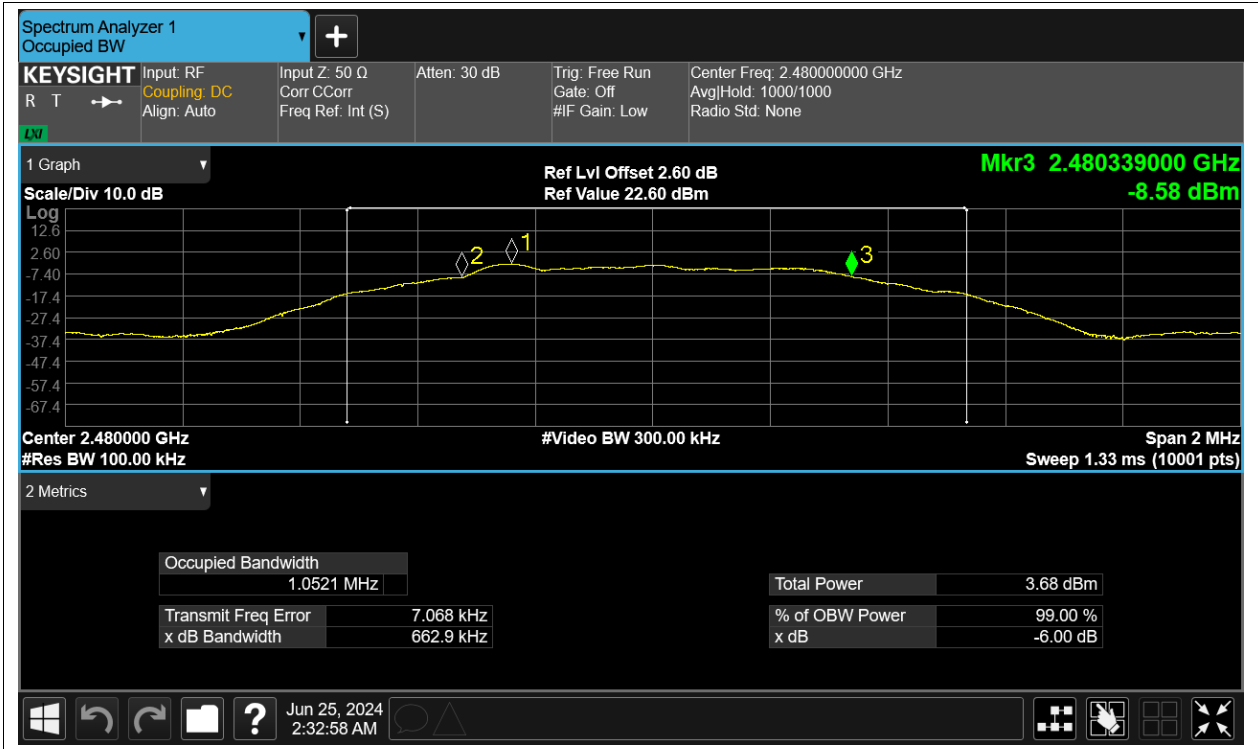 Spectrum Analyzer 1
Occupied BW
▼
+
KEYSIGHT Input: RF Input Z: 50 Ω Atten: 30 dB Trig: Free Run Center Freq: 2.480000000 GHz
R T Coupling: DC Corr CCorr Gate: Off Avg|Hold: 1000/1000
Align: Auto Freq Ref: Int (S) #IF Gain: Low Radio Std: None
LXI
1 Graph ▼ Ref Lvl Offset 2.60 dB Mkr3 2.480339000 GHz
Scale/Div 10.0 dB Ref Value 22.60 dBm -8.58 dBm
Log
12.6
2.60
-7.40
-17.4
-27.4
-37.4
-47.4
-57.4
-67.4
2
1
3
Center 2.480000 GHz #Video BW 300.00 kHz Span 2 MHz
#Res BW 100.00 kHz Sweep 1.33 ms (10001 pts)
2 Metrics ▼
Occupied Bandwidth
1.0521 MHz Total Power 3.68 dBm
Transmit Freq Error 7.068 kHz % of OBW Power 99.00 %
x dB Bandwidth 662.9 kHz x dB -6.00 dB
? Jun 25, 2024
2:32:58 AM